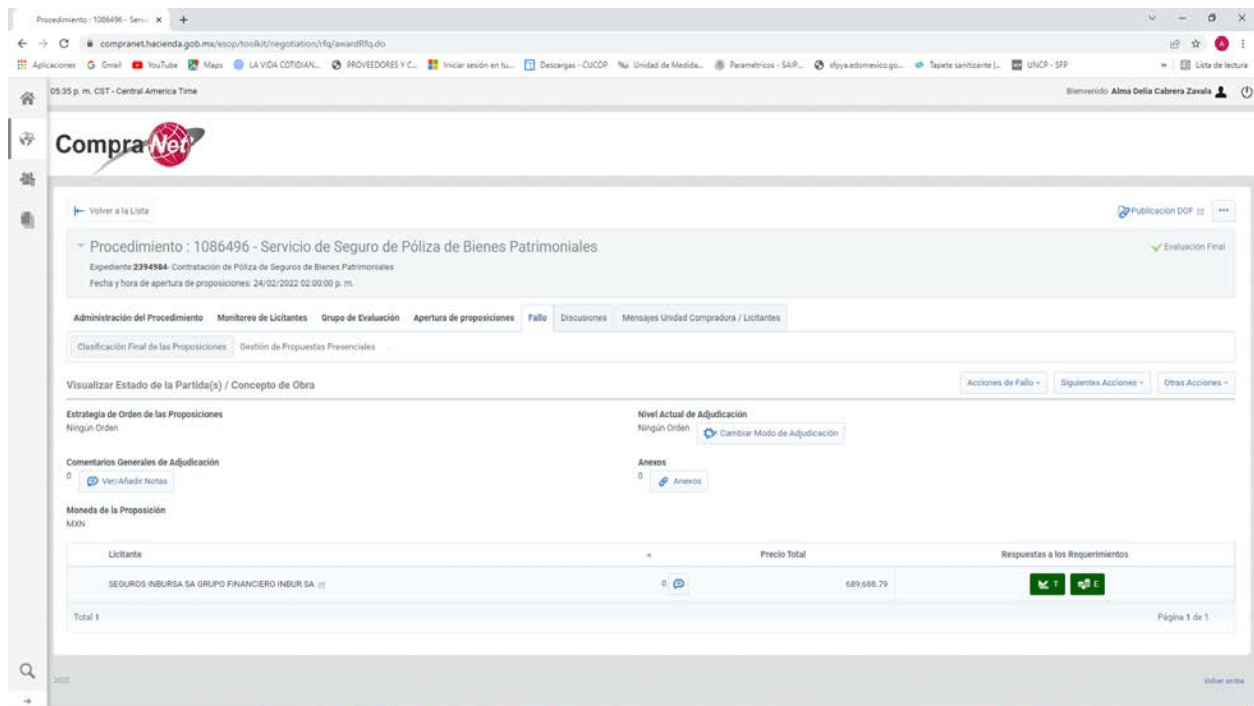 Procedimiento : 1086496 - Servi
compranet.hacienda.gob.mx/esop/toolkit/negotiation/rfq/awardRfq.do
A
Aplicaciones Gmail YouTube Maps LA VIDA COTIDIAN... PROVEEDORES Y C... Iniciar sesión en tu... Descargas - CUCOP Unidad de Medida... Paramétricos - SAIP... sfpya.edomexico.go... Tapete sanitizante |... UNCP - SFP » Lista de lectura
05:35 p. m. CST - Central America Time
Bienvenido Alma Delia Cabrera Zavala
CompraNet
Volver a la Lista
Publicación DOF
Procedimiento : 1086496 - Servicio de Seguro de Póliza de Bienes Patrimoniales
Evaluación Final
Expediente:2394984- Contratación de Póliza de Seguros de Bienes Patrimoniales
Fecha y hora de apertura de proposiciones: 24/02/2022 02:00:00 p. m.
Administración del Procedimiento Monitoreo de Licitantes Grupo de Evaluación Apertura de proposiciones Fallo Discusiones Mensajes Unidad Compradora / Licitantes
Clasificación Final de las Proposiciones Gestión de Propuestas Presenciales ...
Visualizar Estado de la Partida(s) / Concepto de Obra
Acciones de Fallo Siguientes Acciones Otras Acciones
Estrategia de Orden de las Proposiciones
Ningún Orden
Nivel Actual de Adjudicación
Ningún Orden Cambiar Modo de Adjudicación
Comentarios Generales de Adjudicación
0 Ver/Añadir Notas
Anexos
0 Anexos
Moneda de la Proposición
MXN
Licitante Precio Total Respuestas a los Requerimientos
SEGUROS INBURSA SA GRUPO FINANCIERO INBUR SA 0 689,688.79 T E
Total 1 Página 1 de 1
2022
Volver arriba